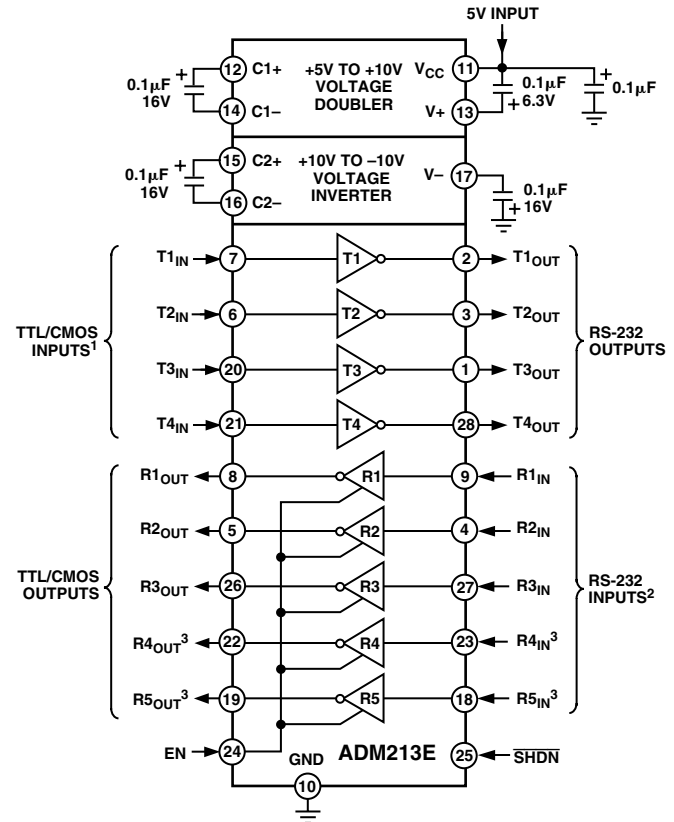 5V INPUT
0.1µF
16V
12 C1+
14 C1–
+5V TO +10V
VOLTAGE
DOUBLER
VCC 11
V+ 13
0.1µF
6.3V
0.1µF
0.1µF
16V
15 C2+
16 C2–
+10V TO –10V
VOLTAGE
INVERTER
V– 17
0.1µF
16V
TTL/CMOS
INPUTS1
T1IN 7 T1 2 T1OUT
T2IN 6 T2 3 T2OUT
T3IN 20 T3 1 T3OUT
T4IN 21 T4 28 T4OUT
RS-232
OUTPUTS
TTL/CMOS
OUTPUTS
R1OUT 8 R1 9 R1IN
R2OUT 5 R2 4 R2IN
R3OUT 26 R3 27 R3IN
R4OUT3 22 R4 23 R4IN3
R5OUT3 19 R5 18 R5IN3
RS-232
INPUTS2
EN 24
GND
10
ADM213E
25 SHDN
+
+
+
+
+